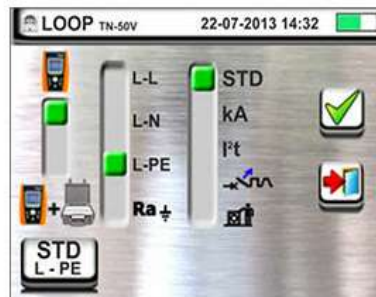 LOOP TN-50V 22-07-2013 14:32
L-L
L-N
L-PE
Ra
STD
kA
I²t
+
STD
L - PE